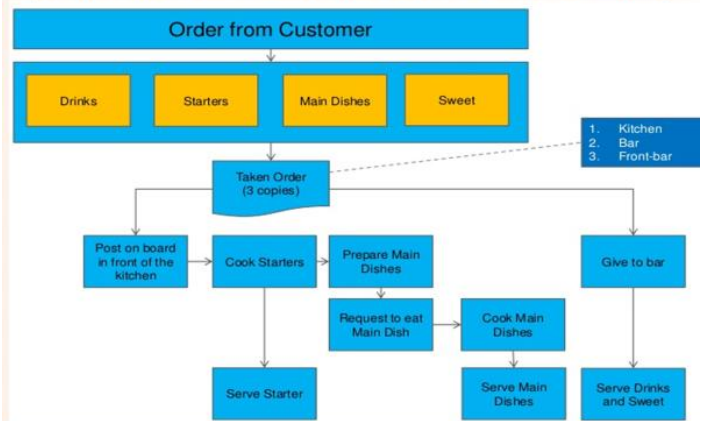 Order from Customer
Drinks
Starters
Main Dishes
Sweet
1. Kitchen
2. Bar
3. Front-bar
Taken Order
(3 copies)
Post on board
in front of the
kitchen
Cook Starters
Prepare Main
Dishes
Give to bar
Request to eat
Main Dish
Cook Main
Dishes
Serve Starter
Serve Main
Dishes
Serve Drinks
and Sweet